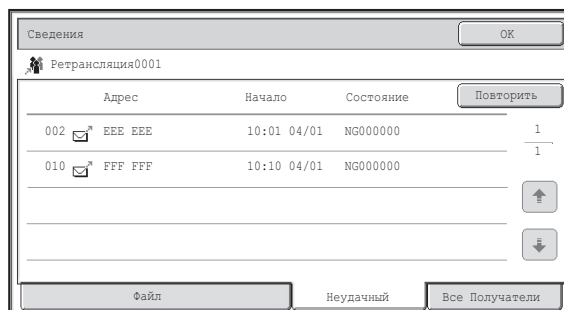 Сведения OK
Ретрансляция0001
Адрес Начало Состояние Повторить
002 EEE EEE 10:01 04/01 NG000000 1
010 FFF FFF 10:10 04/01 NG000000 1
Файл Неудачный Все Получатели